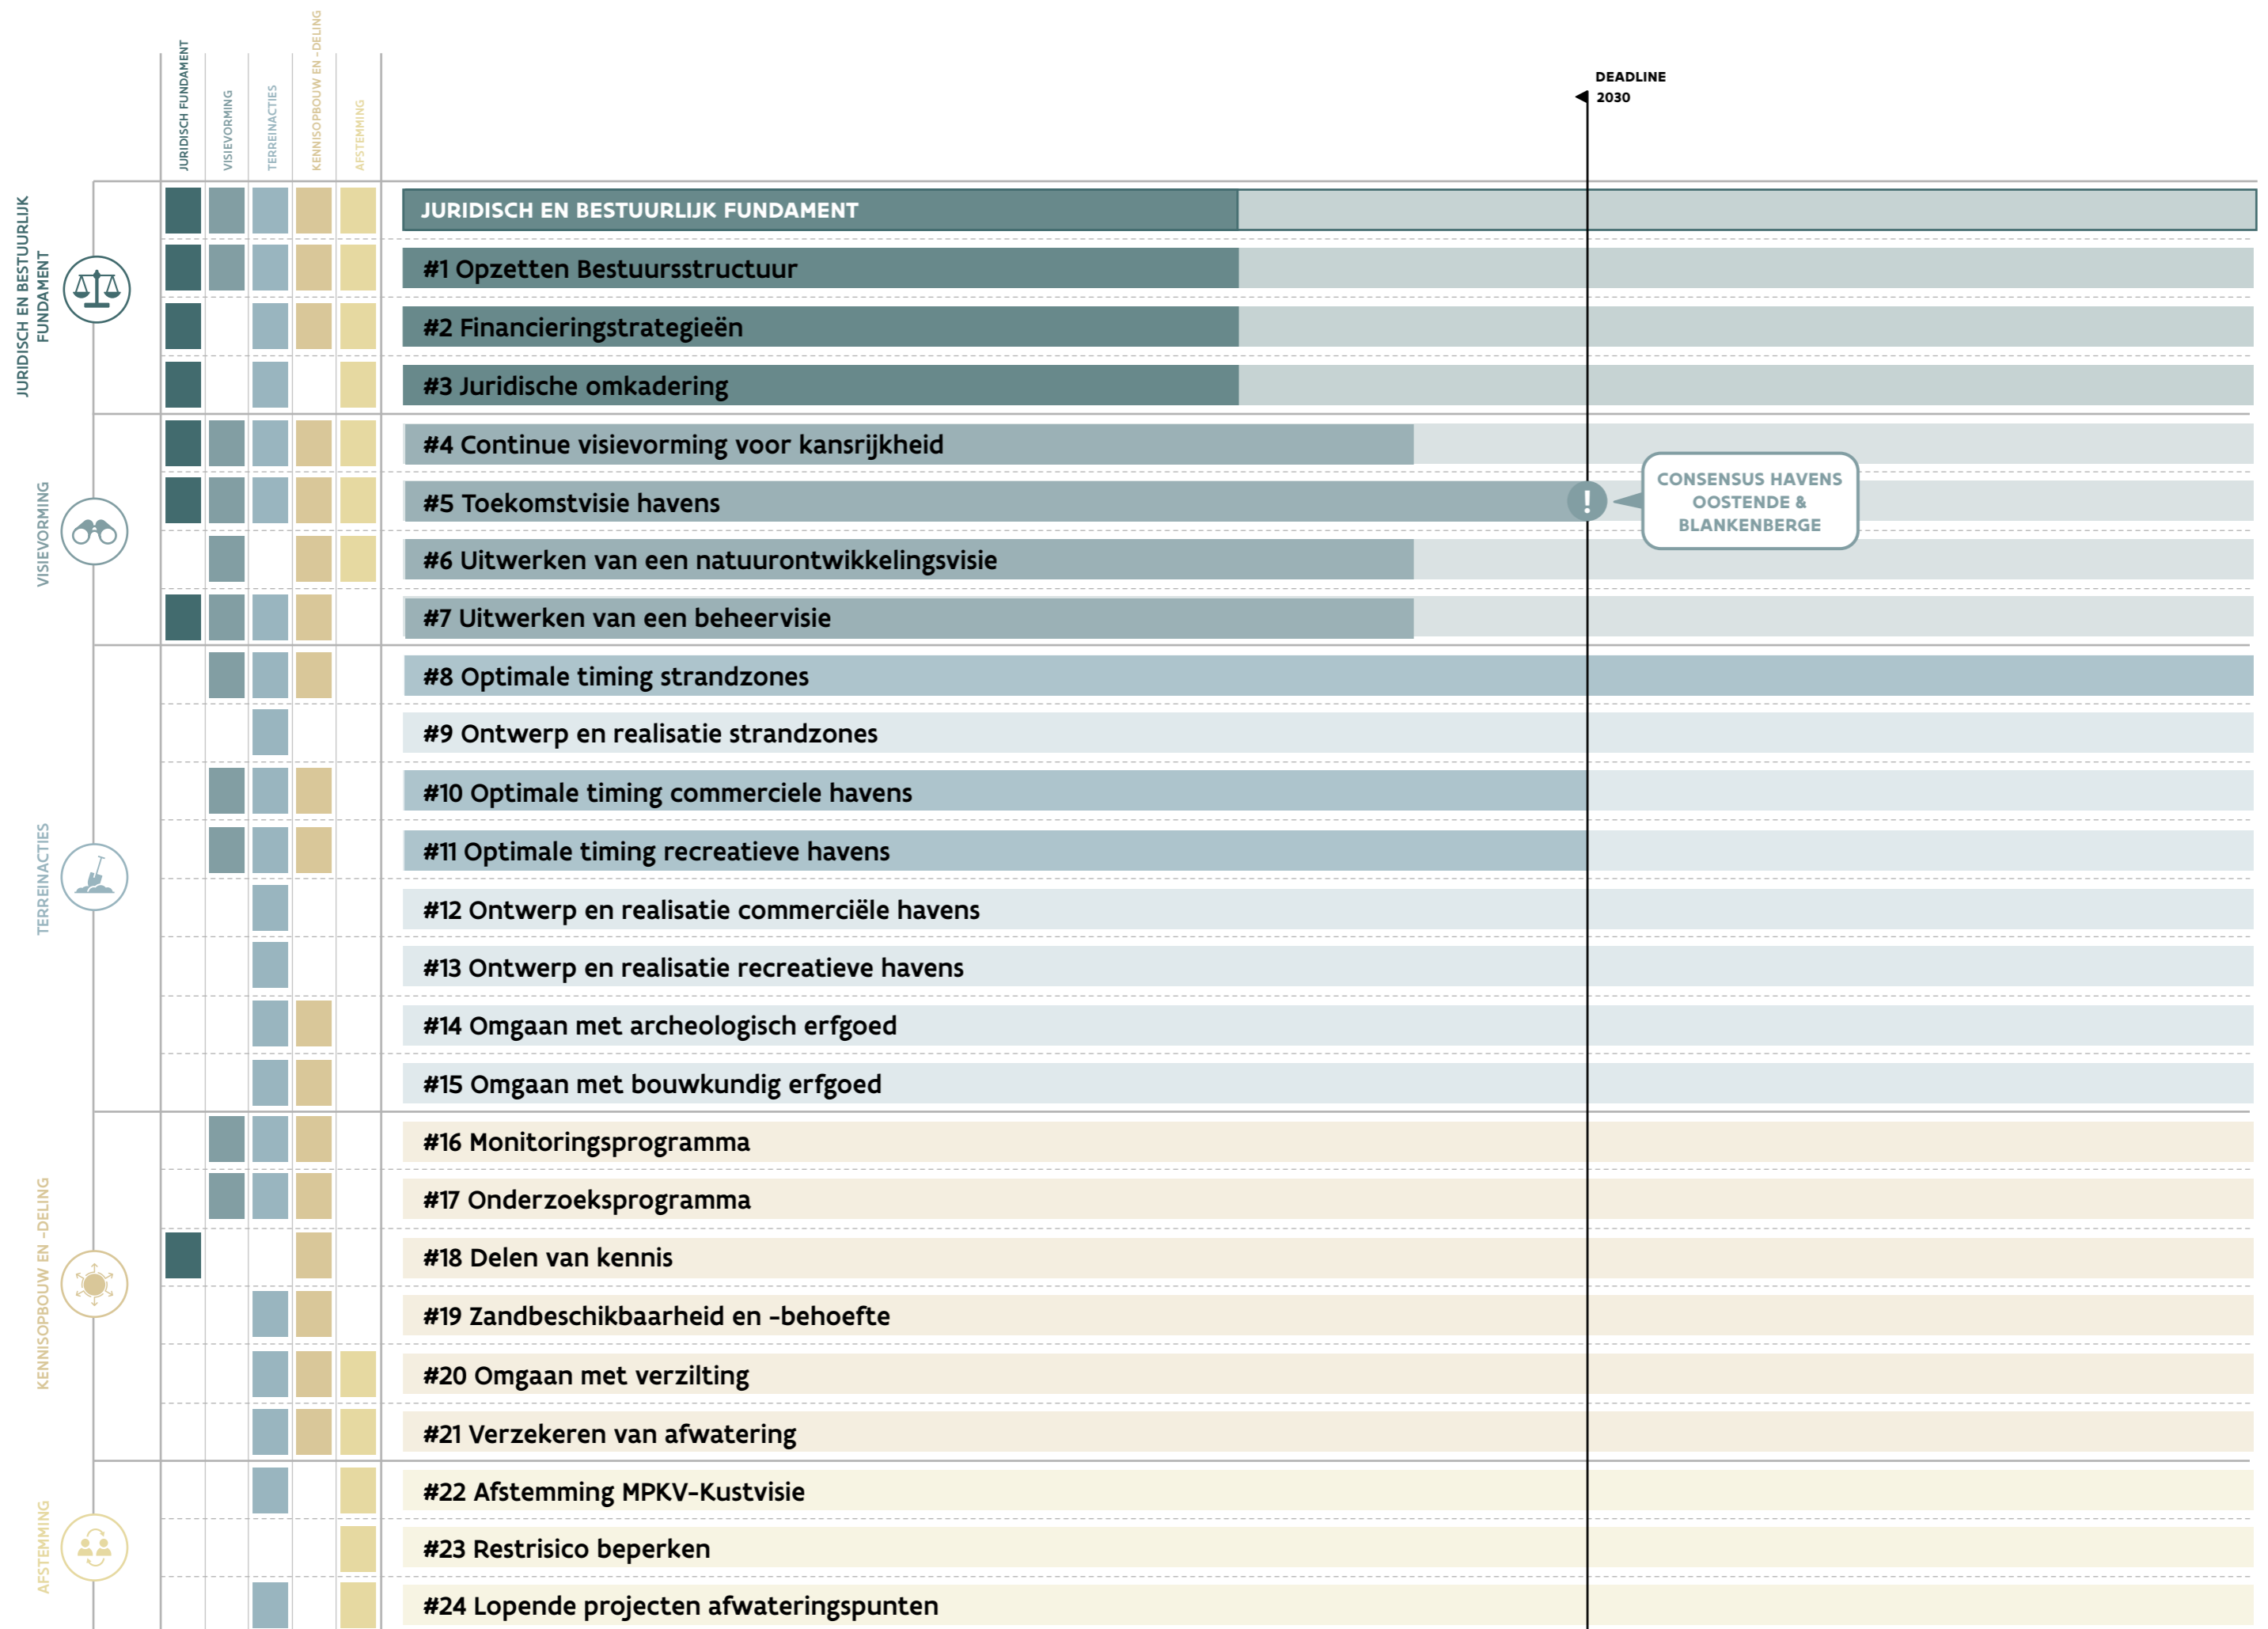 JURIDISCH FUNDAMENT
VISIEVORMING
TERREINACTIES
KENNISOPBOUW EN -DELING
AFSTEMMING
DEADLINE
2030
JURIDISCH EN BESTUURLIJK
FUNDAMENT
JURIDISCH EN BESTUURLIJK FUNDAMENT
#1 Opzetten Bestuursstructuur
#2 Financieringstrategieën
#3 Juridische omkadering
VISIEVORMING
#4 Continue visievorming voor kansrijkheid
#5 Toekomstvisie havens
!
CONSENSUS HAVENS
OOSTENDE &
BLANKENBERGE
#6 Uitwerken van een natuurontwikkelingsvisie
#7 Uitwerken van een beheervisie
TERREINACTIES
#8 Optimale timing strandzones
#9 Ontwerp en realisatie strandzones
#10 Optimale timing commerciele havens
#11 Optimale timing recreatieve havens
#12 Ontwerp en realisatie commerciële havens
#13 Ontwerp en realisatie recreatieve havens
#14 Omgaan met archeologisch erfgoed
#15 Omgaan met bouwkundig erfgoed
KENNISOPBOUW EN -DELING
#16 Monitoringsprogramma
#17 Onderzoeksprogramma
#18 Delen van kennis
#19 Zandbeschikbaarheid en -behoefte
#20 Omgaan met verzilting
#21 Verzekeren van afwatering
AFSTEMMING
#22 Afstemming MPKV-Kustvisie
#23 Restrisico beperken
#24 Lopende projecten afwateringspunten